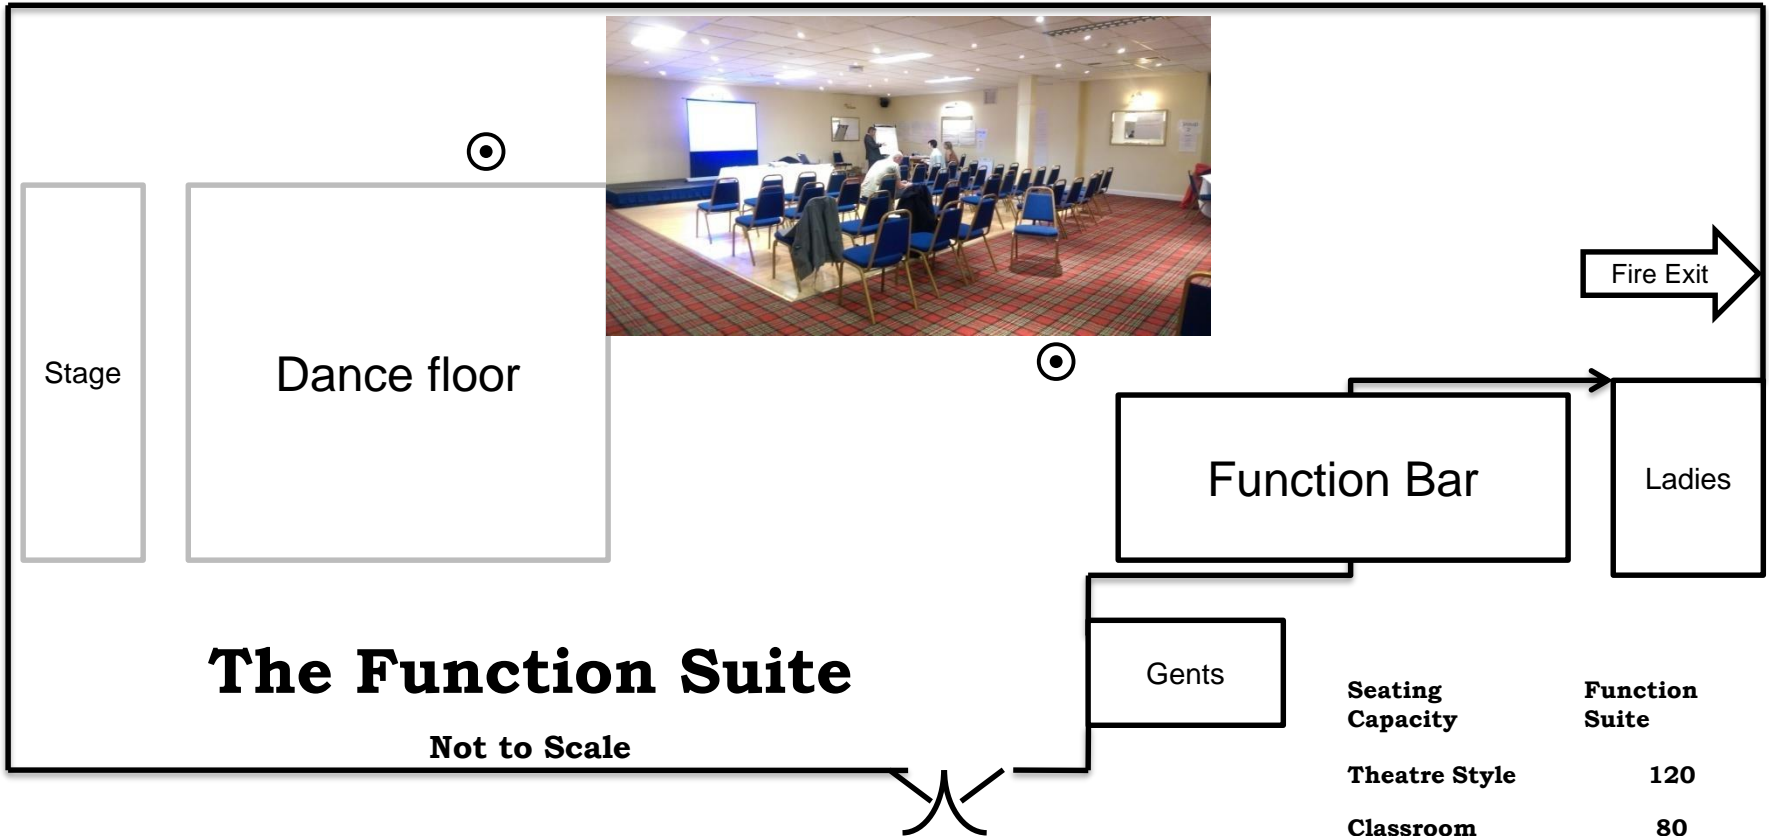 Fire Exit
Stage
Dance floor
Function Bar
Ladies
The Function Suite
Gents
Not to Scale
Seating Function
Capacity Suite
Theatre Style 120
Classroom 80